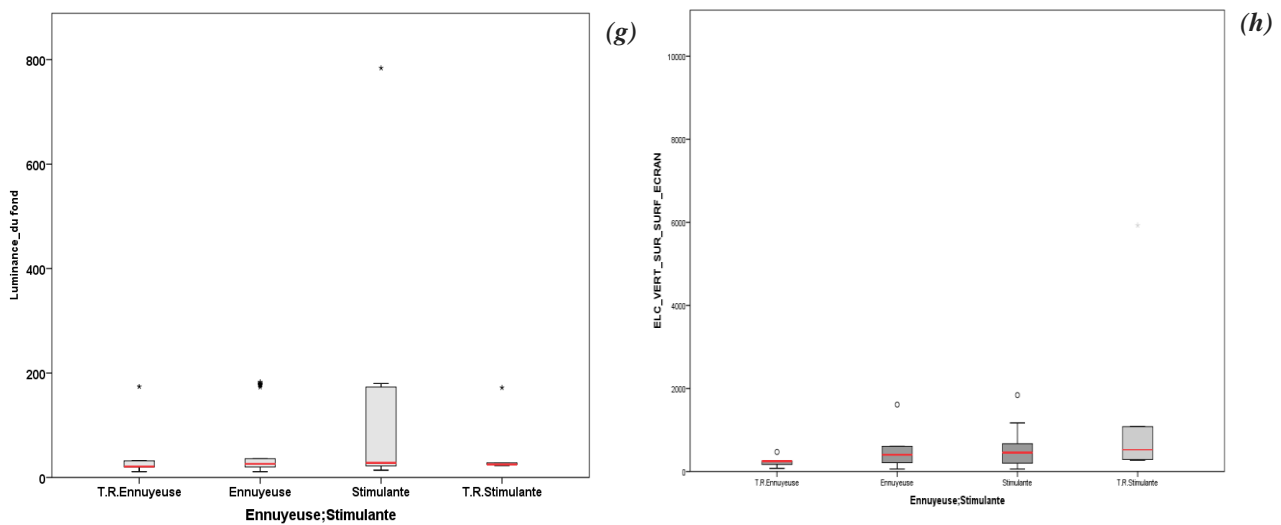 (g)
800
600
400
200
0
Luminance_du fond
T.R.Ennuyeuse
Ennuyeuse
Stimulante
T.R.Stimulante
Ennuyeuse;Stimulante
(h)
10000
8000
6000
4000
2000
0
ELC_VERT_SUR_SURF_ECRAN
T.R.Ennuyeuse
Ennuyeuse
Stimulante
T.R.Stimulante
Ennuyeuse;Stimulante